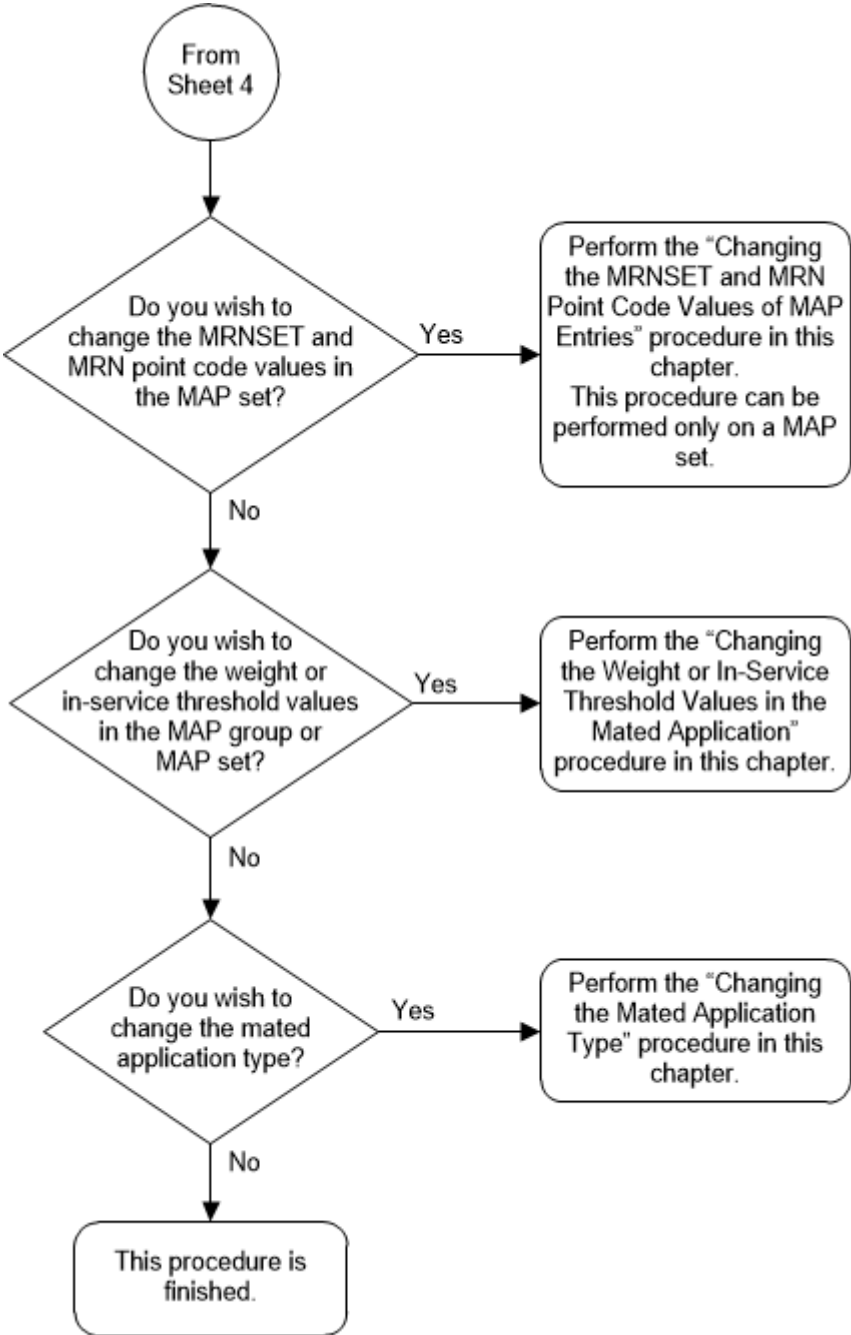 From
Sheet 4
Do you wish to
change the MRNSET and
MRN point code values in
the MAP set?
Yes
Perform the “Changing
the MRNSET and MRN
Point Code Values of MAP
Entries” procedure in this
chapter.
This procedure can be
performed only on a MAP
set.
No
Do you wish to
change the weight or
in-service threshold values
in the MAP group or
MAP set?
Yes
Perform the “Changing
the Weight or In-Service
Threshold Values in the
Mated Application”
procedure in this chapter.
No
Do you wish to
change the mated
application type?
Yes
Perform the “Changing
the Mated Application
Type” procedure in this
chapter.
No
This procedure is
finished.